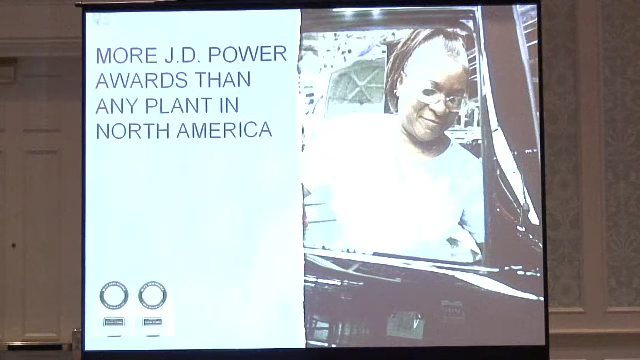 MORE J.D. POWER
AWARDS THAN
ANY PLANT IN
NORTH AMERICA